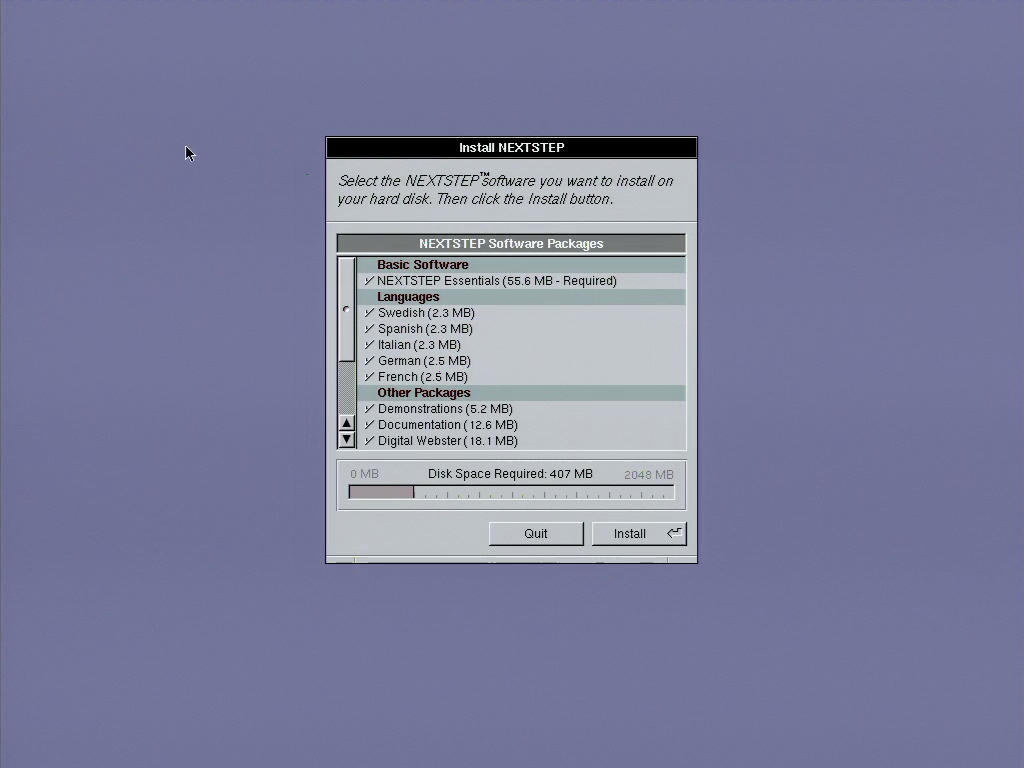 Install NEXTSTEP
Select the NEXTSTEP™ software you want to install on
your hard disk. Then click the Install button.
NEXTSTEP Software Packages
Basic Software
NEXTSTEP Essentials (55.6 MB - Required)
Languages
Swedish (2.3 MB)
Spanish (2.3 MB)
Italian (2.3 MB)
German (2.5 MB)
French (2.5 MB)
Other Packages
Demonstrations (5.2 MB)
Documentation (12.6 MB)
Digital Webster (18.1 MB)
0 MB Disk Space Required: 407 MB 2048 MB
Quit Install